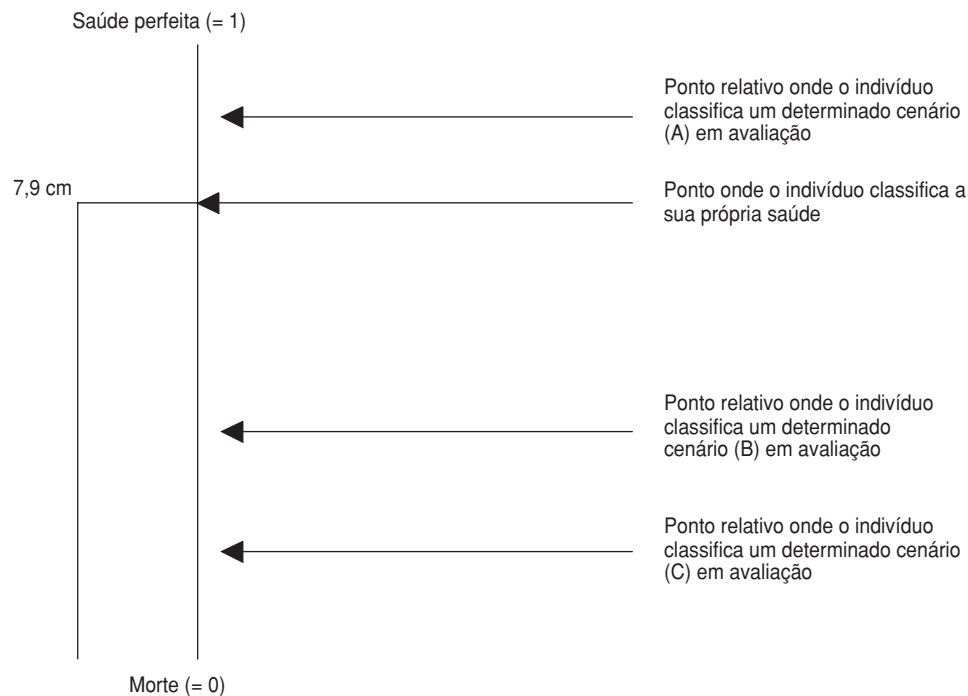 Saúde perfeita (= 1)
Ponto relativo onde o indivíduo
classifica um determinado cenário
(A) em avaliação
7,9 cm
Ponto onde o indivíduo classifica a
sua própria saúde
Ponto relativo onde o indivíduo
classifica um determinado
cenário (B) em avaliação
Ponto relativo onde o indivíduo
classifica um determinado cenário
(C) em avaliação
Morte (= 0)